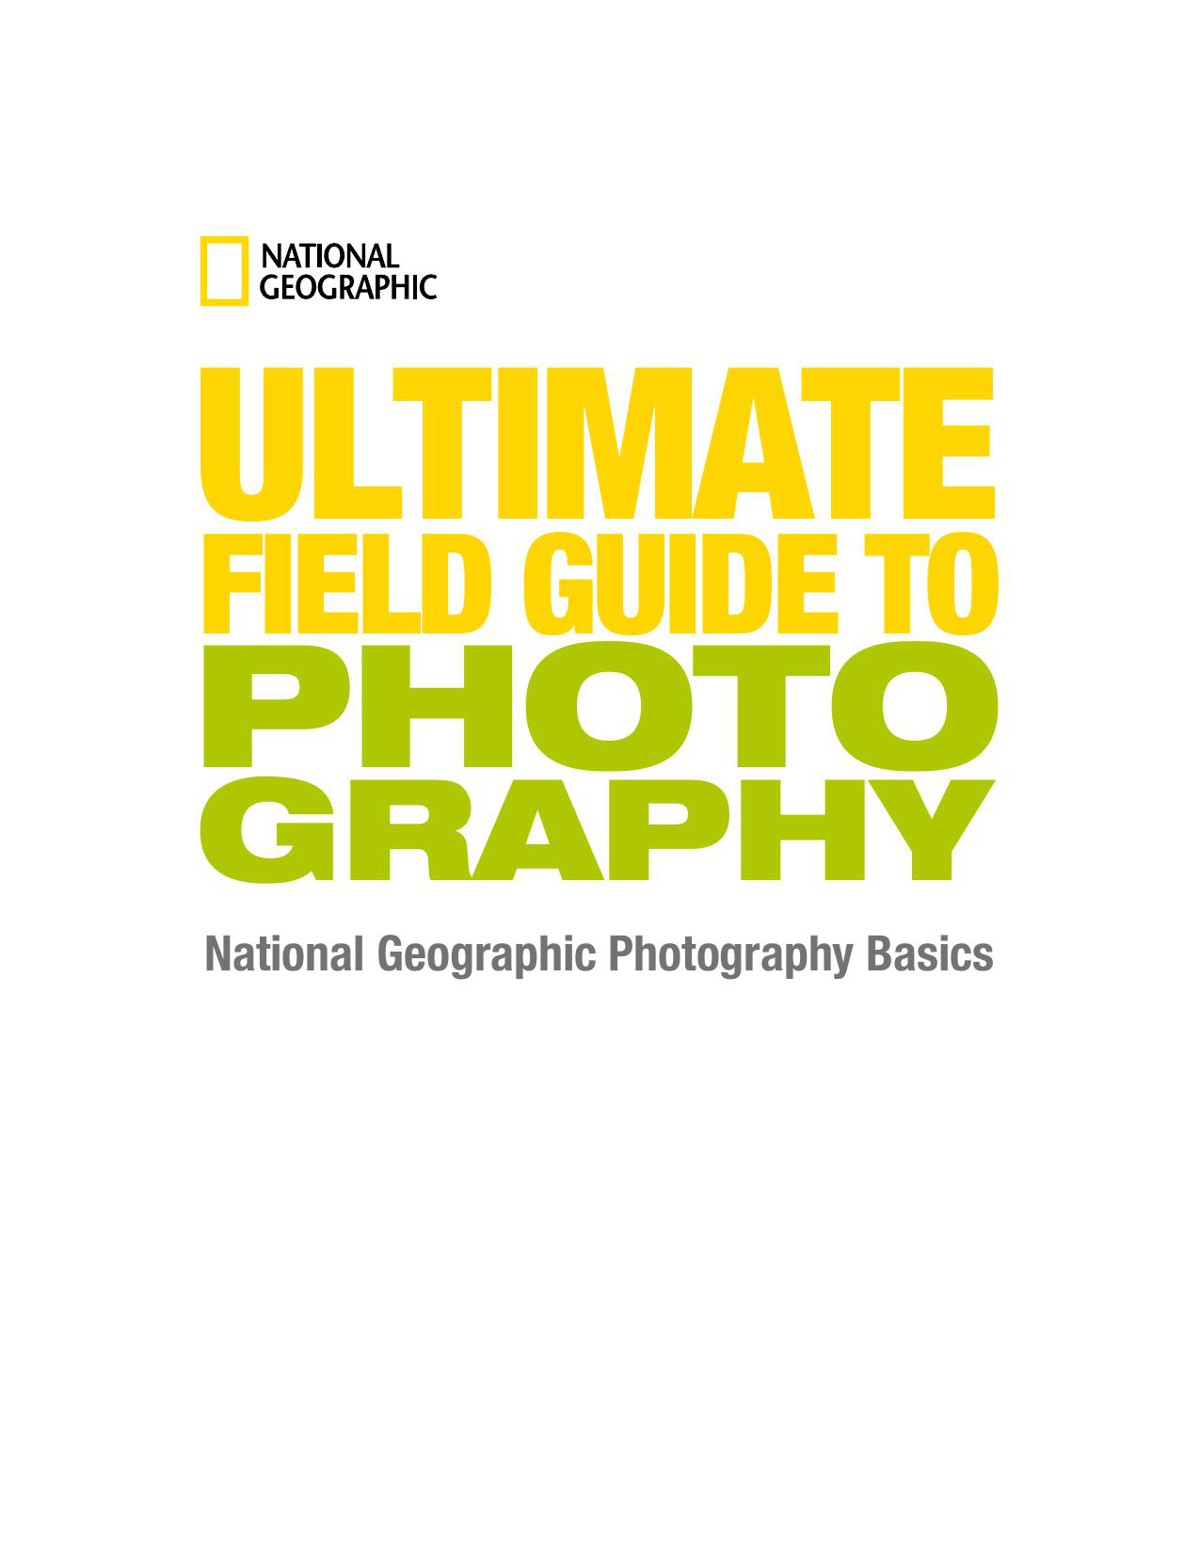 NATIONAL
GEOGRAPHIC
ULTIMATE
FIELD GUIDE TO
PHOTO
GRAPHY
National Geographic Photography Basics